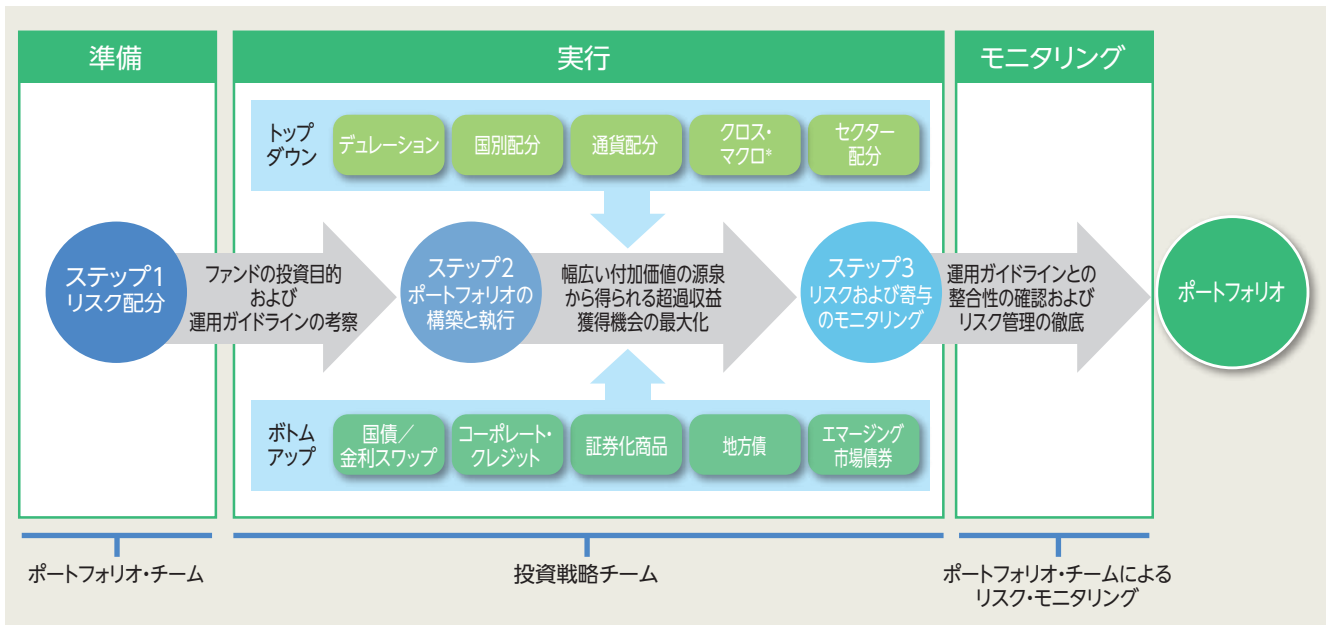 準備
実行
モニタリング
トップ
ダウン
デュレーション
国別配分
通貨配分
クロス・
マクロ*
セクター
配分
ステップ1
リスク配分
ファンドの投資目的
および
運用ガイドラインの考察
ステップ2
ポートフォリオの
構築と執行
幅広い付加価値の源泉
から得られる超過収益
獲得機会の最大化
ステップ3
リスクおよび寄与
のモニタリング
運用ガイドラインとの
整合性の確認および
リスク管理の徹底
ポートフォリオ
ボトム
アップ
国債／
金利スワップ
コーポレート・
クレジット
証券化商品
地方債
エマージング
市場債券
ポートフォリオ・チーム
投資戦略チーム
ポートフォリオ・チームによる
リスク・モニタリング